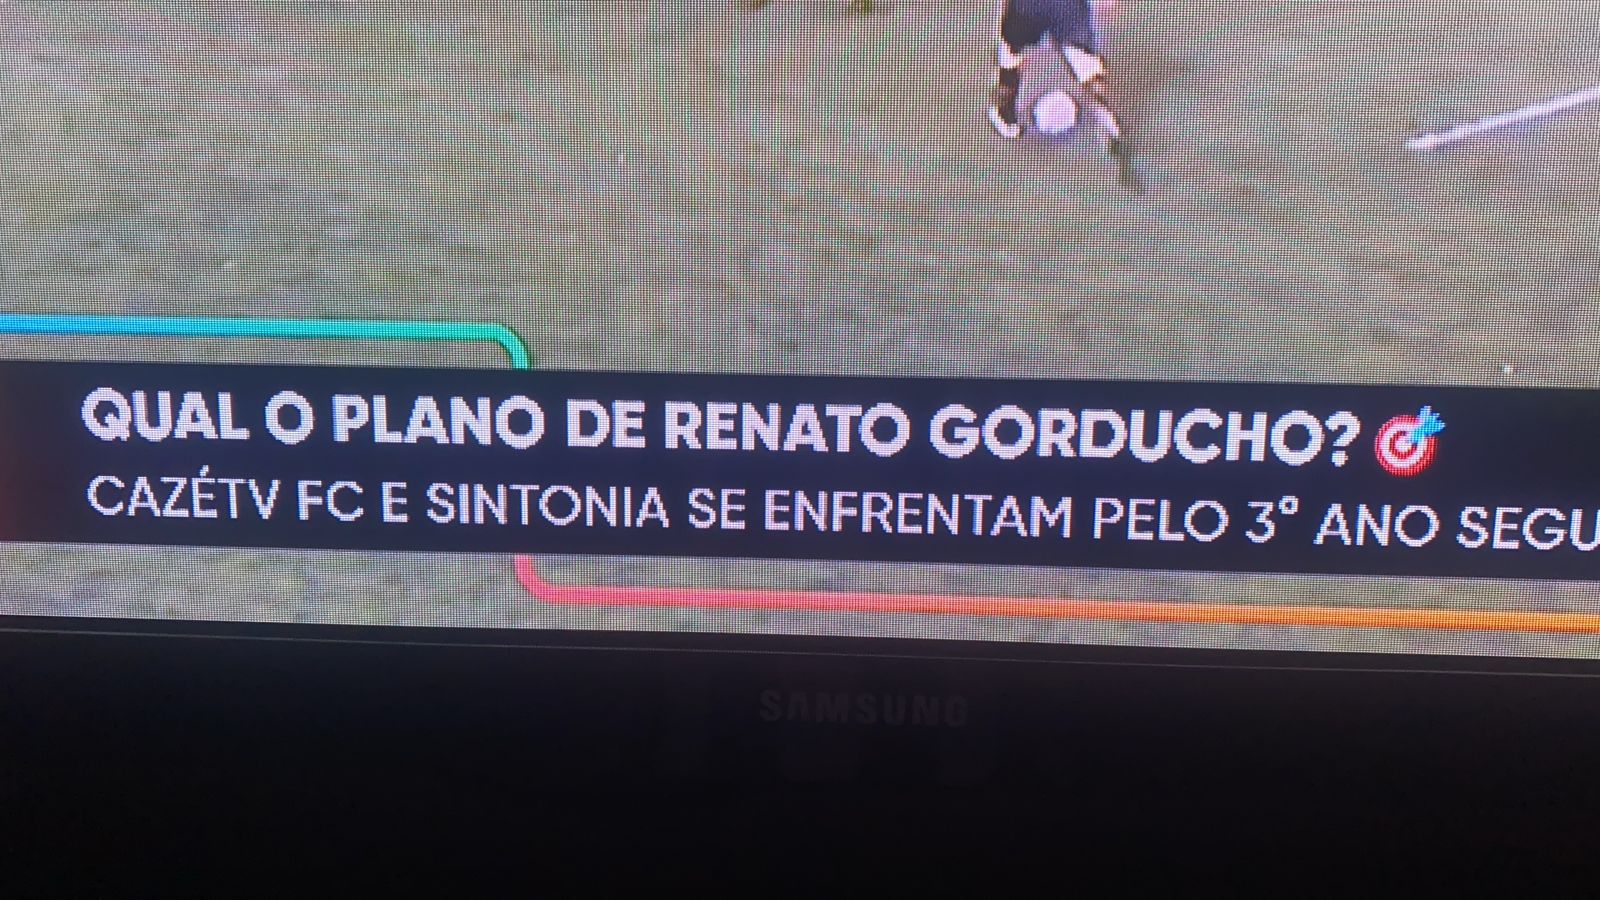 QUAL O PLANO DE RENATO GORDUCHO?
CAZÉTV FC E SINTONIA SE ENFRENTAM PELO 3º ANO SEGU
SAMSUNG